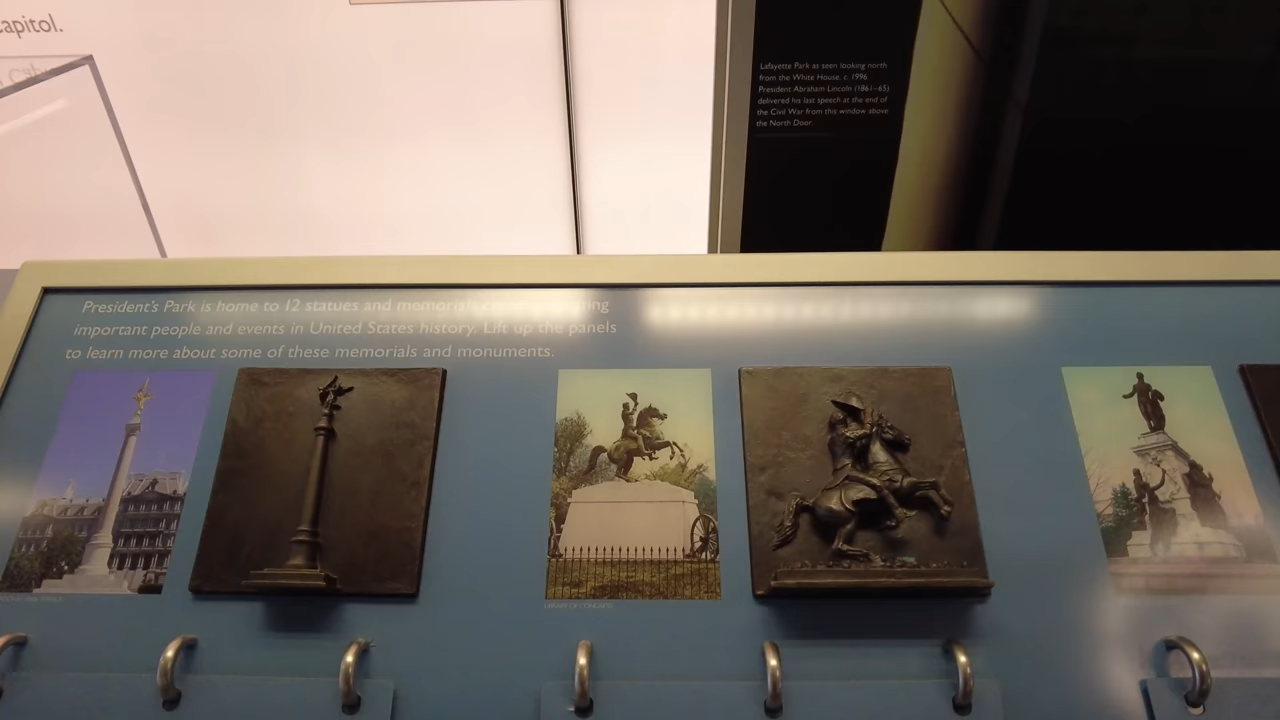 apitol.
Lafayette Park as seen looking north
from the White House, c. 1996
President Abraham Lincoln (1861–65)
delivered his last speech at the end of
the Civil War from this window above
the North Door.
President's Park is home to 12 statues and memorials
important people and events in United States history. Lift up the panels
to learn more about some of these memorials and monuments.
LIBRARY OF CONGRESS